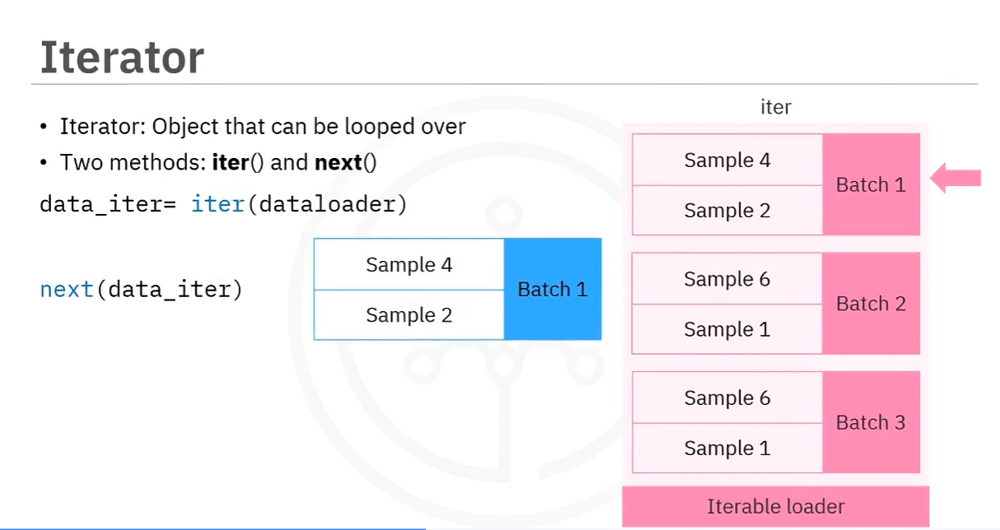 Iterator
• Iterator: Object that can be looped over
• Two methods: iter() and next()
data_iter= iter(dataloader)
next(data_iter)
Sample 4
Sample 2
Batch 1
iter
Sample 4
Sample 2
Batch 1
Sample 6
Sample 1
Batch 2
Sample 6
Sample 1
Batch 3
Iterable loader